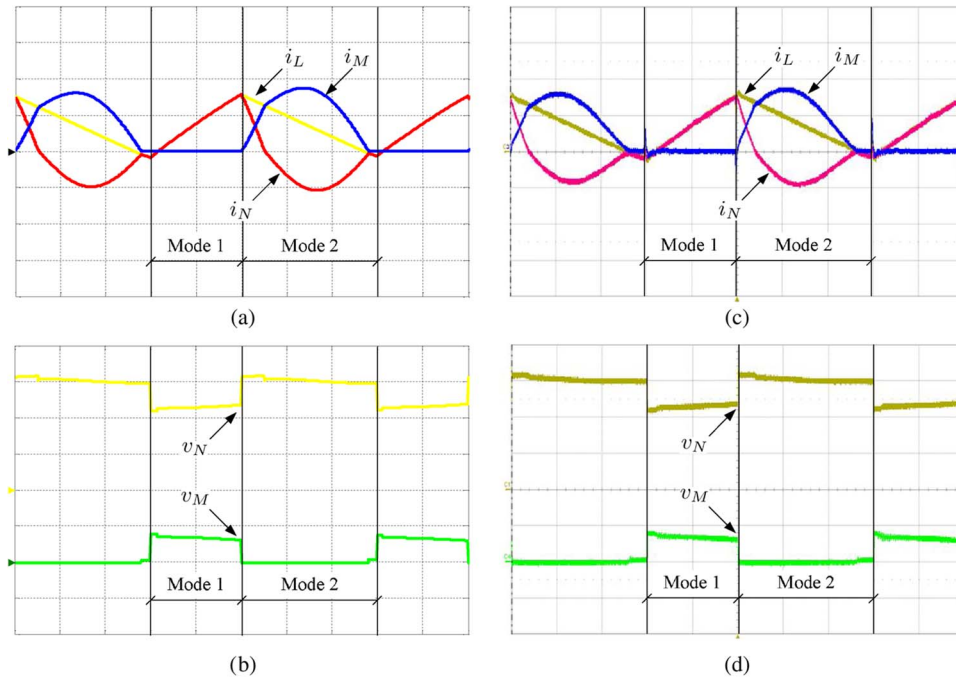 i_L i_M
i_N
Mode 1 Mode 2
(a)
i_L i_M
i_N
Mode 1 Mode 2
(c)
v_N
v_M
Mode 1 Mode 2
(b)
v_N
v_M
Mode 1 Mode 2
(d)